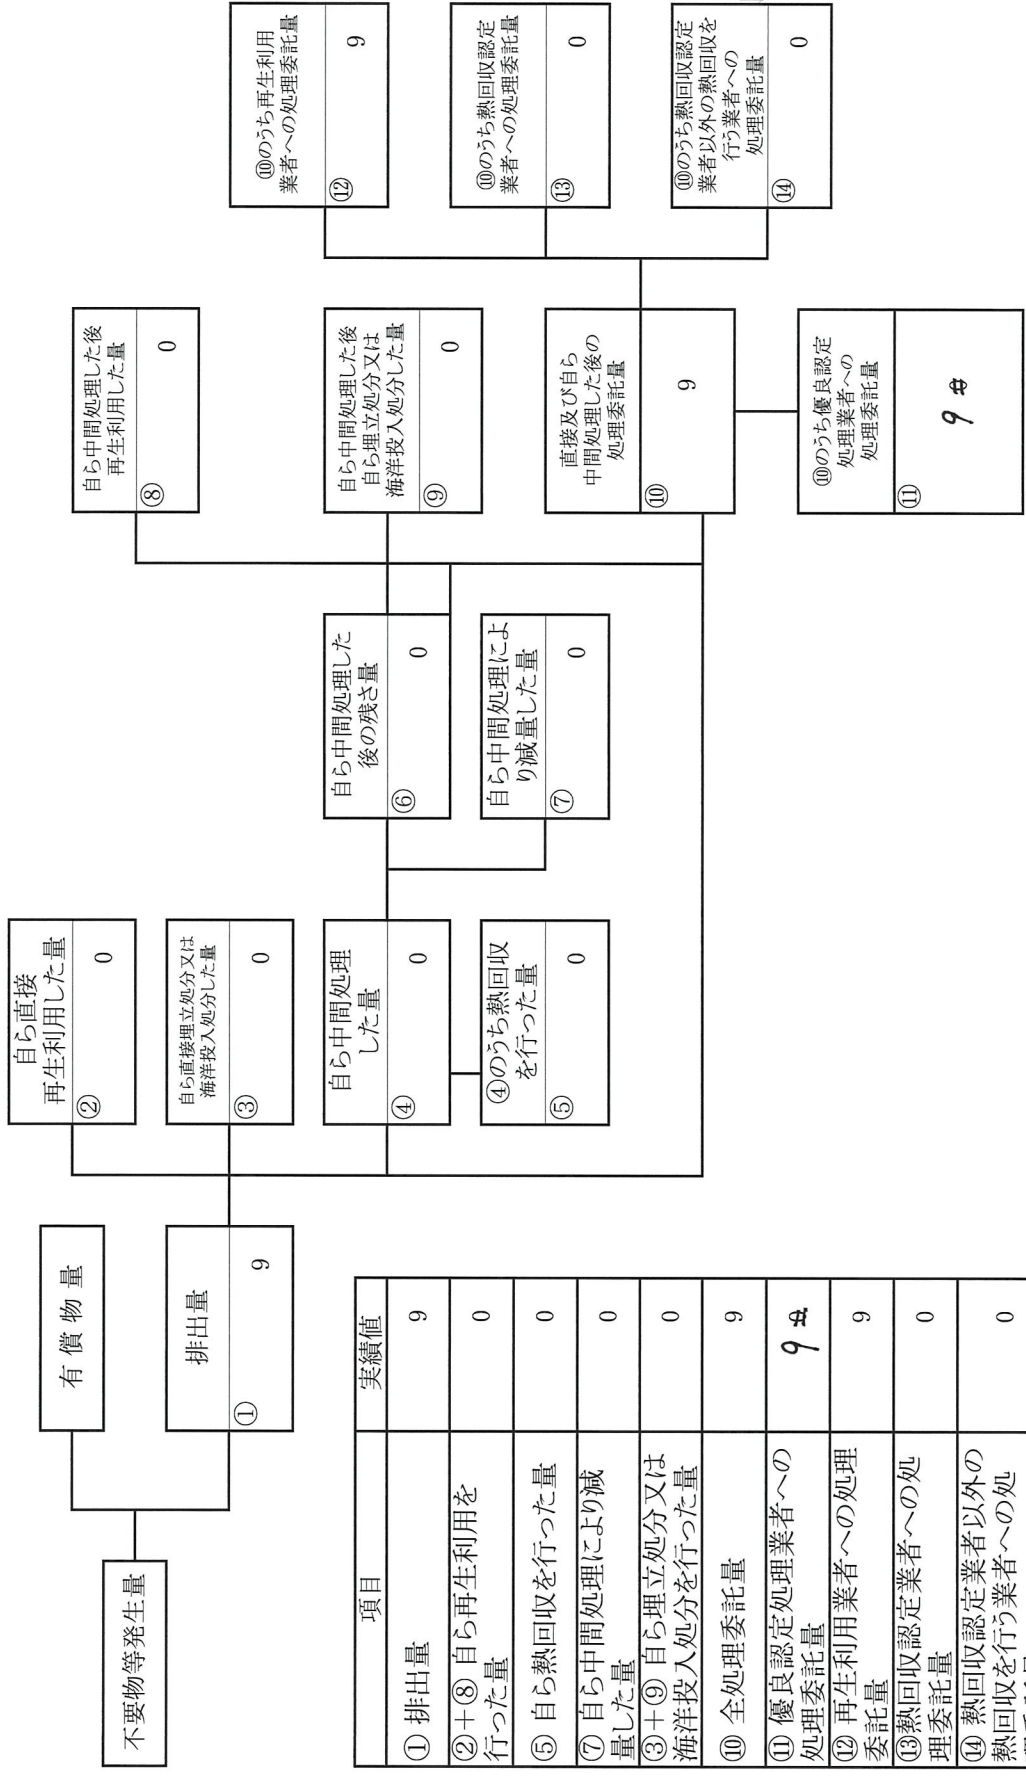 不要物等発生量
有償物量
排出量
① 9
自ら直接
再生利用した量
② 0
自ら直接埋立処分又は
海洋投入処分した量
③ 0
自ら中間処理
した量
④ 0
④のうち熱回収
を行った量
⑤ 0
自ら中間処理した
後の残さ量
⑥ 0
自ら中間処理によ
り減量した量
⑦ 0
自ら中間処理した後
再生利用した量
⑧ 0
自ら中間処理した後
自ら埋立処分又は
海洋投入処分した量
⑨ 0
直接及び自ら
中間処理した後の
処理委託量
⑩ 9
⑩のうち優良認定
処理業者への
処理委託量
⑪ 9
⑩のうち再生利用
業者への処理委託量
⑫ 9
⑩のうち熱回収認定
業者への処理委託量
⑬ 0
⑩のうち熱回収認定
業者以外の熱回収を
行う業者への
処理委託量
⑭ 0
項目 実績値
① 排出量 9
②+⑧ 自ら再生利用を
行った量 0
⑤ 自ら熱回収を行った量 0
⑦ 自ら中間処理により減
量した量 0
③+⑨ 自ら埋立処分又は
海洋投入処分を行った量 0
⑩ 全処理委託量 9
⑪ 優良認定処理業者への
処理委託量 9
⑫ 再生利用業者への処理
委託量 9
⑬熱回収認定業者への処
理委託量 0
⑭ 熱回収認定業者以外の
熱回収を行う業者への処 0